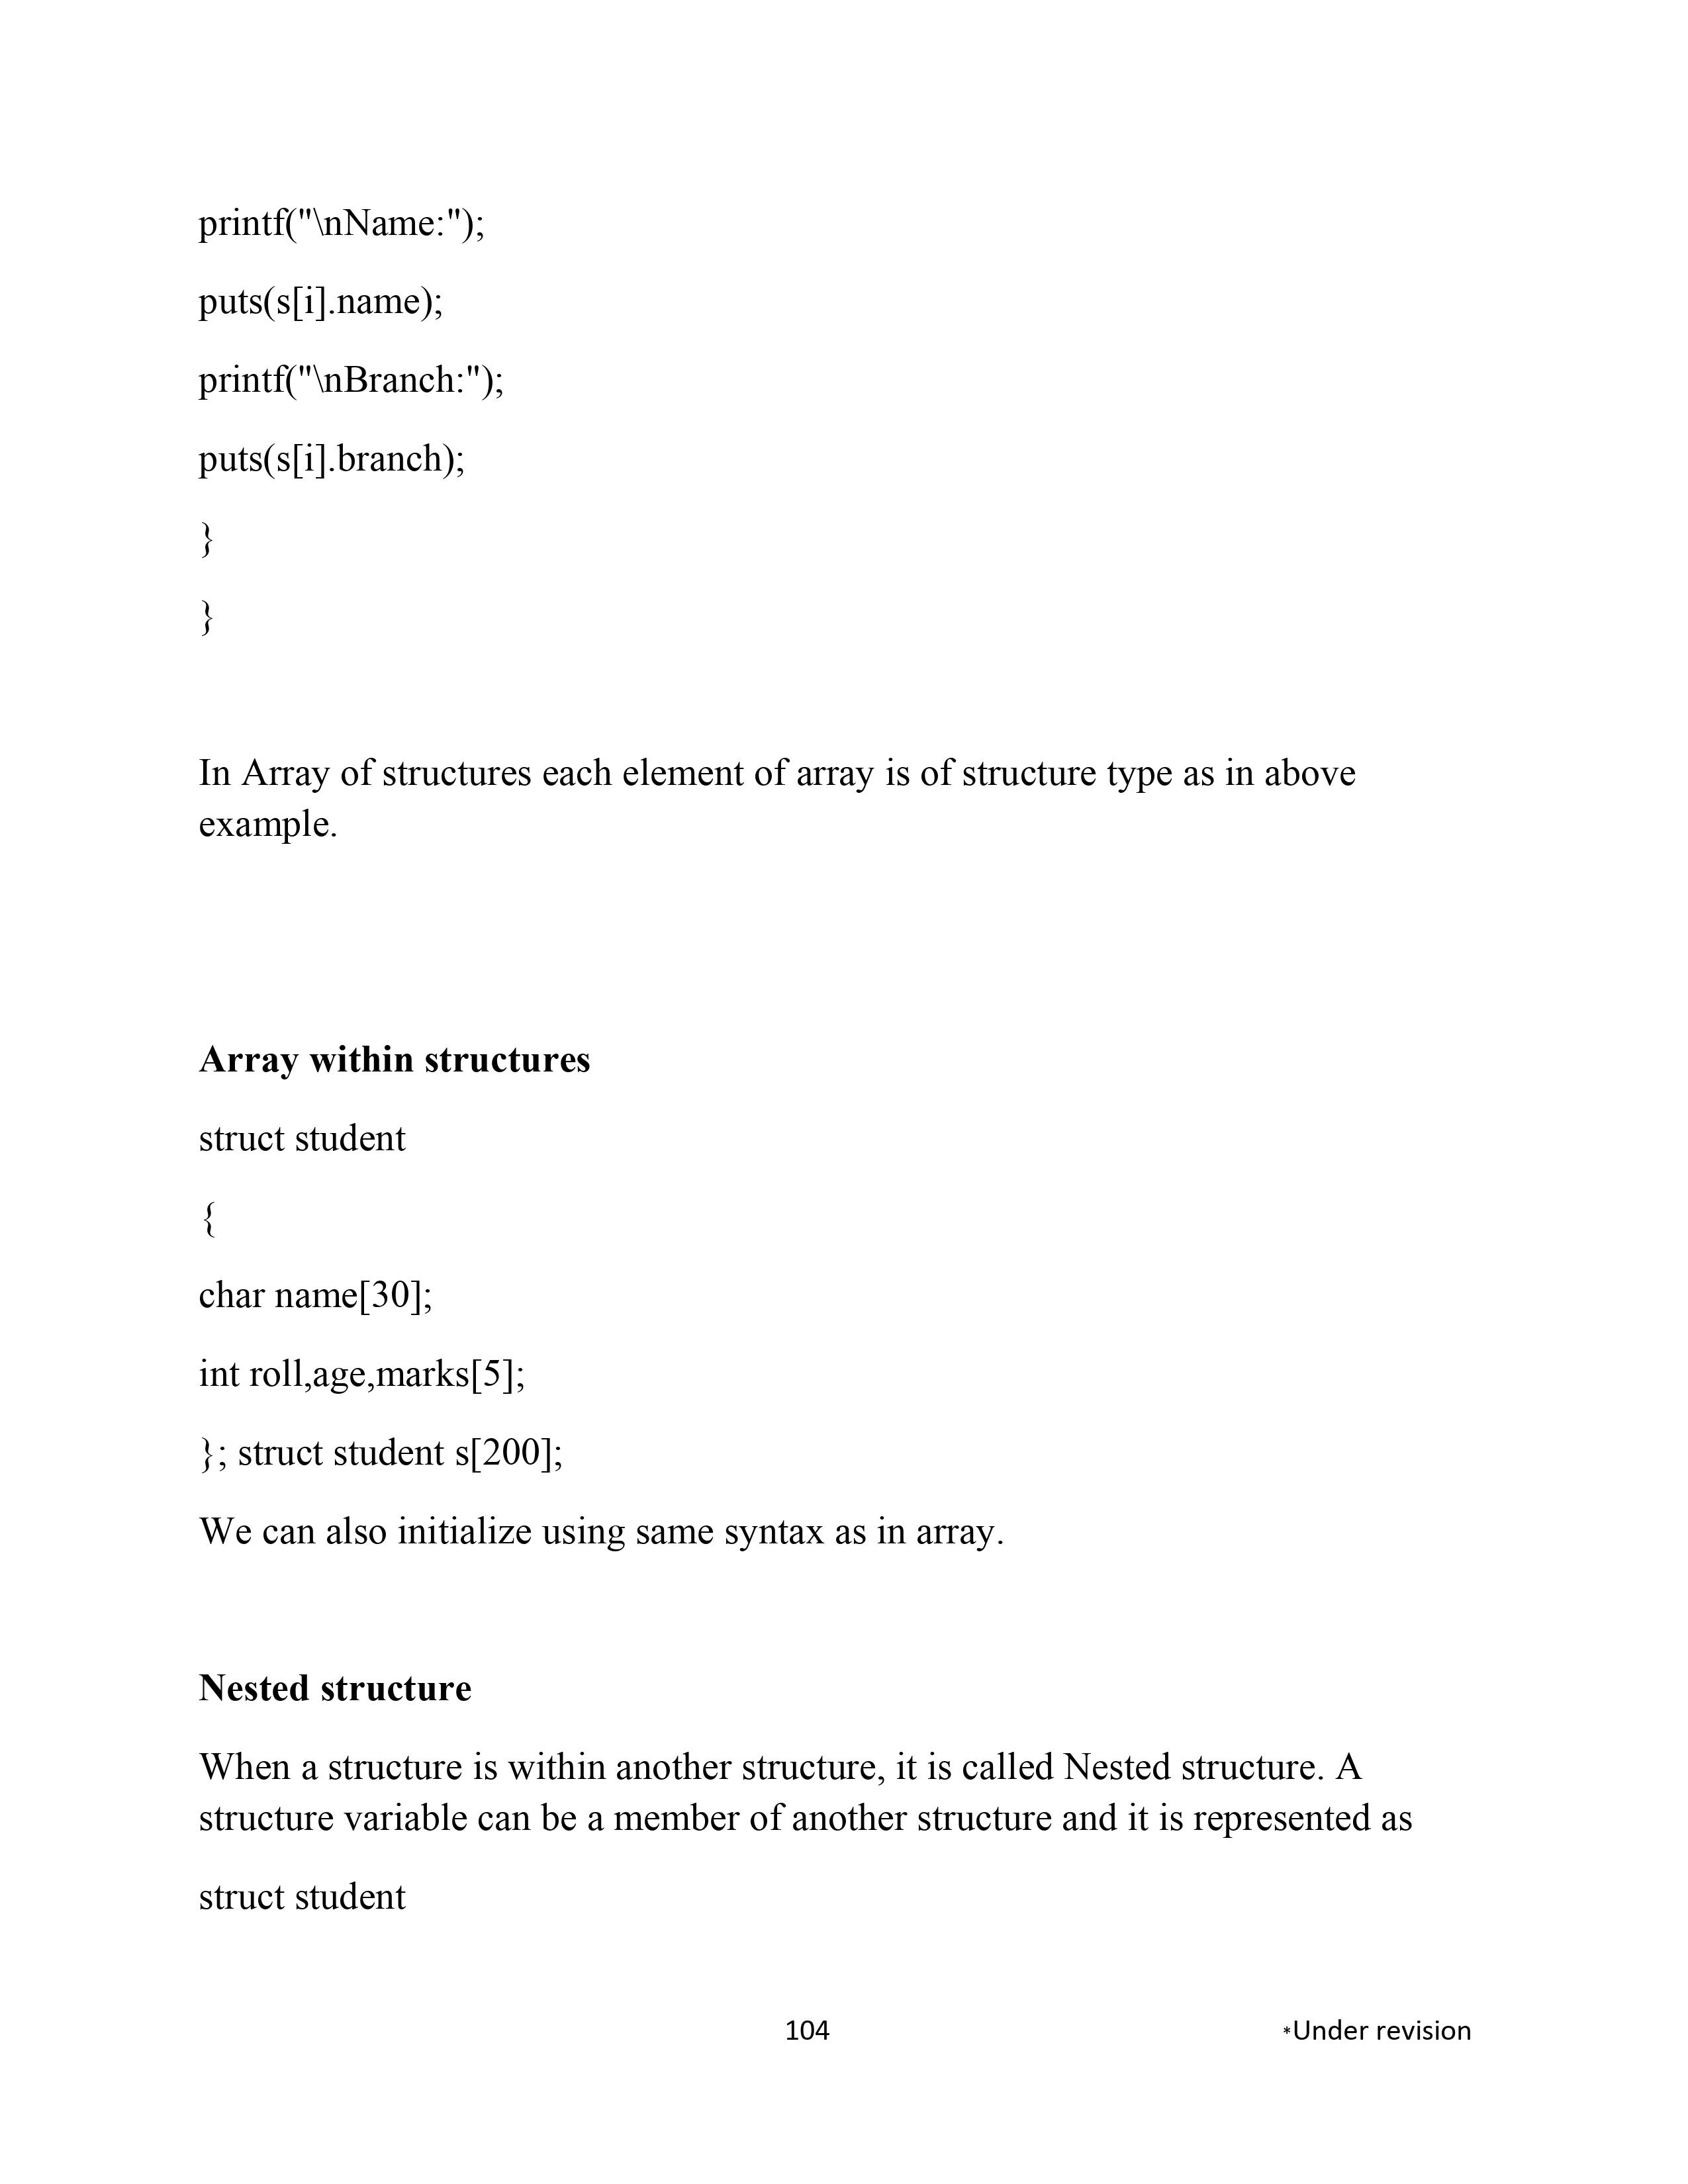 printf("\nName:");
puts(s[i].name);
printf("\nBranch:");
puts(s[i].branch);
}
}
In Array of structures each element of array is of structure type as in above
example.
Array within structures
struct student
{
char name[30];
int roll,age,marks[5];
}; struct student s[200];
We can also initialize using same syntax as in array.
Nested structure
When a structure is within another structure, it is called Nested structure. A
structure variable can be a member of another structure and it is represented as
struct student
104 *Under revision